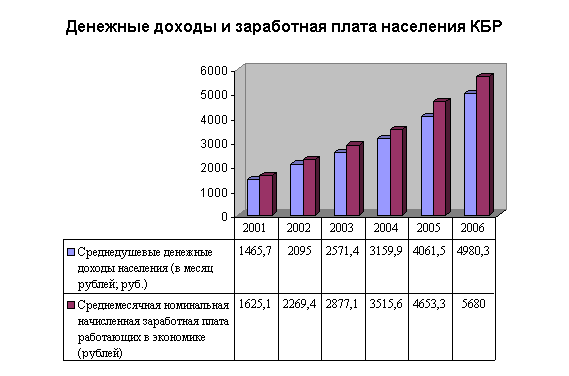 Денежные доходы и заработная плата населения КБР
6000
5000
4000
3000
2000
1000
0
2001 2002 2003 2004 2005 2006
Среднедушевые денежные
доходы населения (в месяц
рублей; руб.)
1465,7 2095 2571,4 3159,9 4061,5 4980,3
Среднемесячная номинальная
начисленная заработная плата
работающих в экономике
(рублей)
1625,1 2269,4 2877,1 3515,6 4653,3 5680